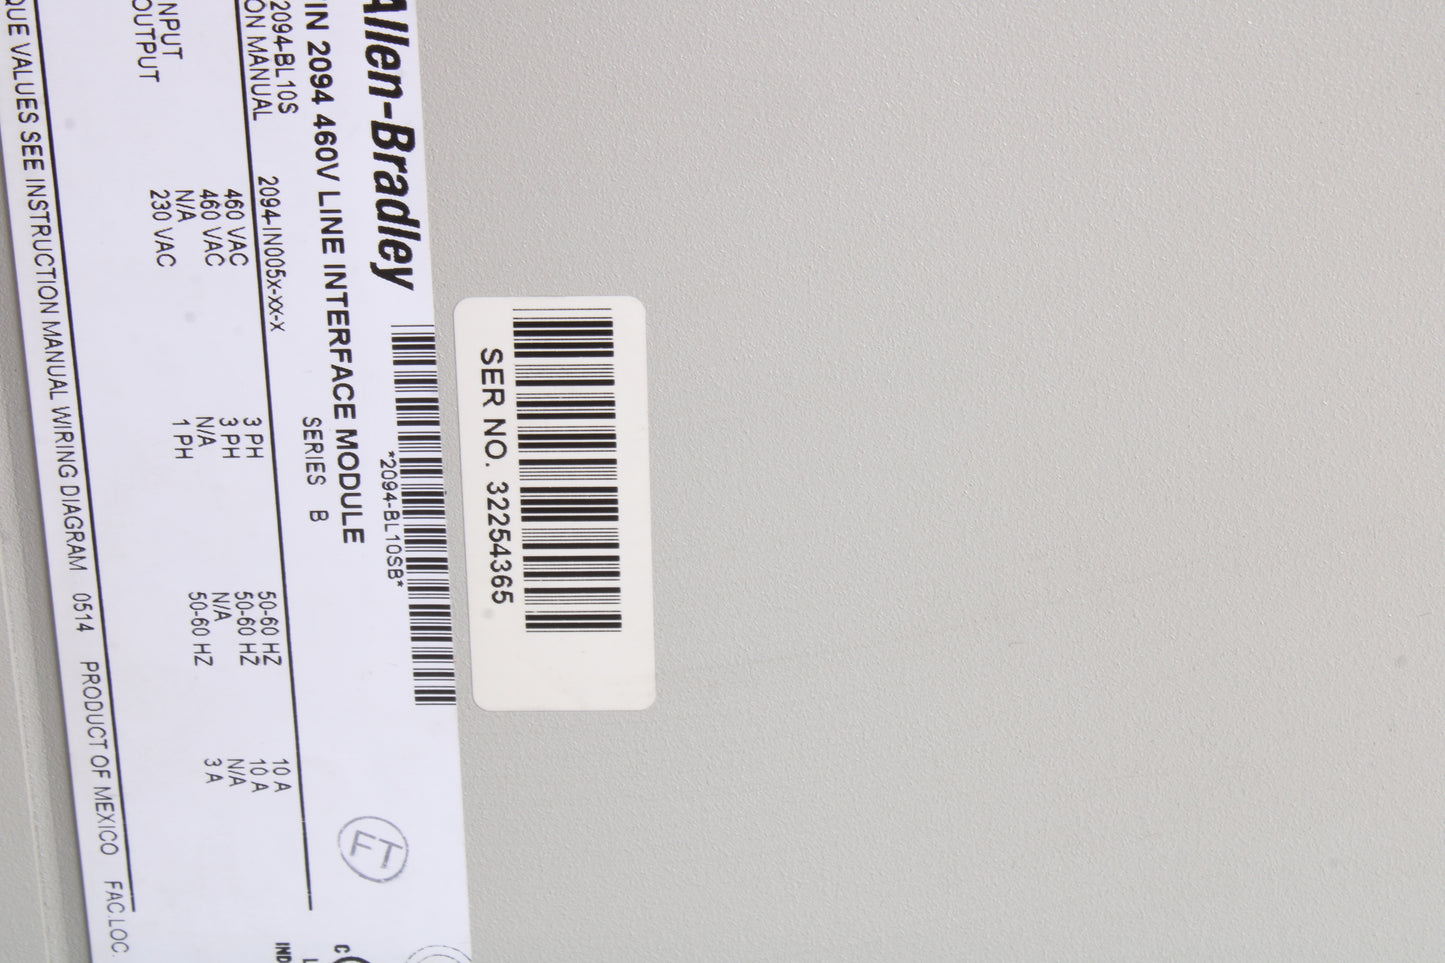 Allen-Bradley
IN 2094 460V LINE INTERFACE MODULE
*2094-BL10SB*
2094-BL10S
SERIES B
ON MANUAL 2094-IN005x-xx-x
460 VAC 3 PH 50-60 HZ 10 A
460 VAC 3 PH 50-60 HZ 10 A
NPUT N/A N/A N/A N/A
OUTPUT 230 VAC 1 PH 50-60 HZ 3 A
QUE VALUES SEE INSTRUCTION MANUAL WIRING DIAGRAM 0514 PRODUCT OF MEXICO FAC.LOC.
IND
SER NO. 32254365